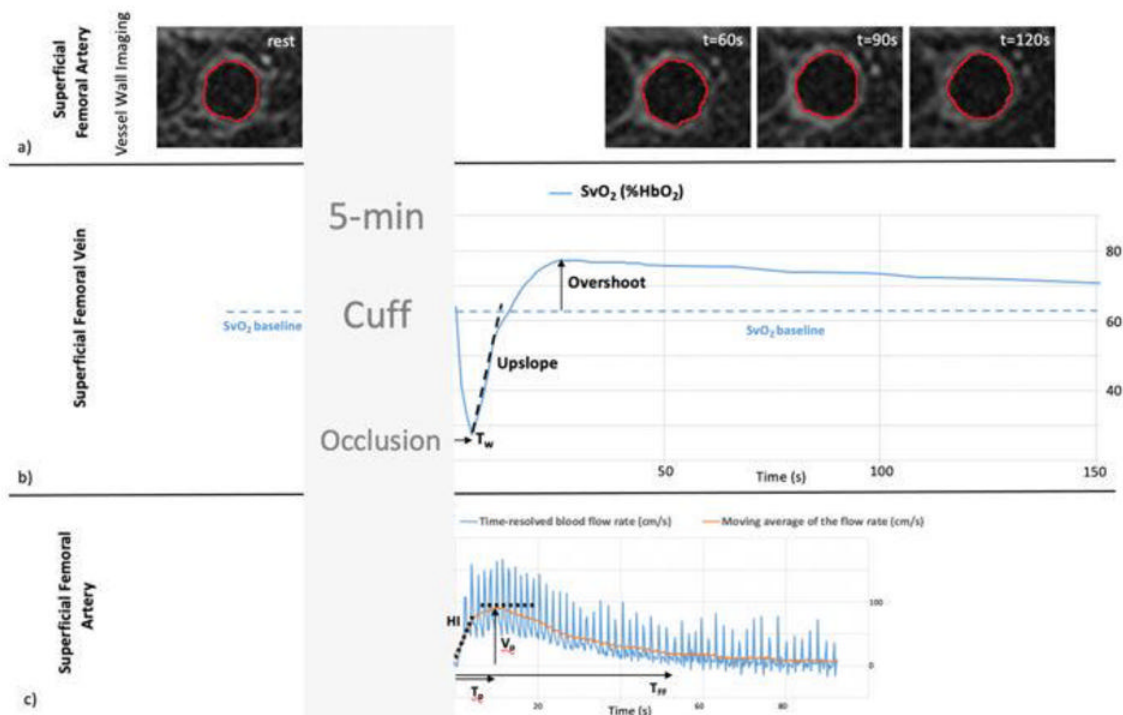 Superficial
Femoral Artery
Vessel Wall Imaging
a)
rest
t=60s
t=90s
t=120s
5-min
Cuff
Occlusion
Superficial Femoral Vein
b)
SvO₂ (%HbO₂)
SvO₂ baseline
Overshoot
SvO₂ baseline
Upslope
Tw
80
60
40
50
100
150
Time (s)
Superficial Femoral
Artery
c)
Time-resolved blood flow rate (cm/s)
Moving average of the flow rate (cm/s)
HI
Vp
Tp
TFF
100
0
20
40
60
80
Time (s)